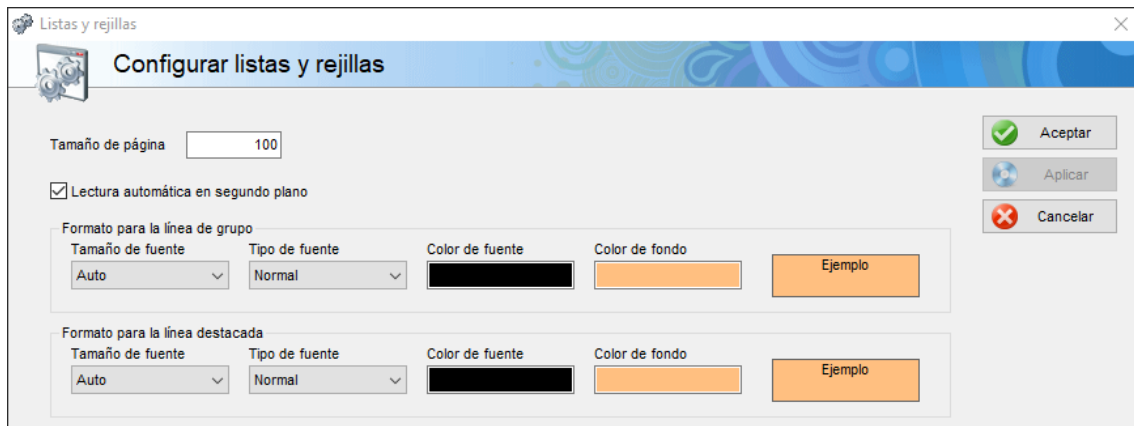 Listas y rejillas
Configurar listas y rejillas
Tamaño de página 100
Aceptar
Aplicar
Lectura automática en segundo plano
Cancelar
Formato para la línea de grupo
Tamaño de fuente Tipo de fuente Color de fuente Color de fondo
Auto Normal Ejemplo
Formato para la línea destacada
Tamaño de fuente Tipo de fuente Color de fuente Color de fondo
Auto Normal Ejemplo